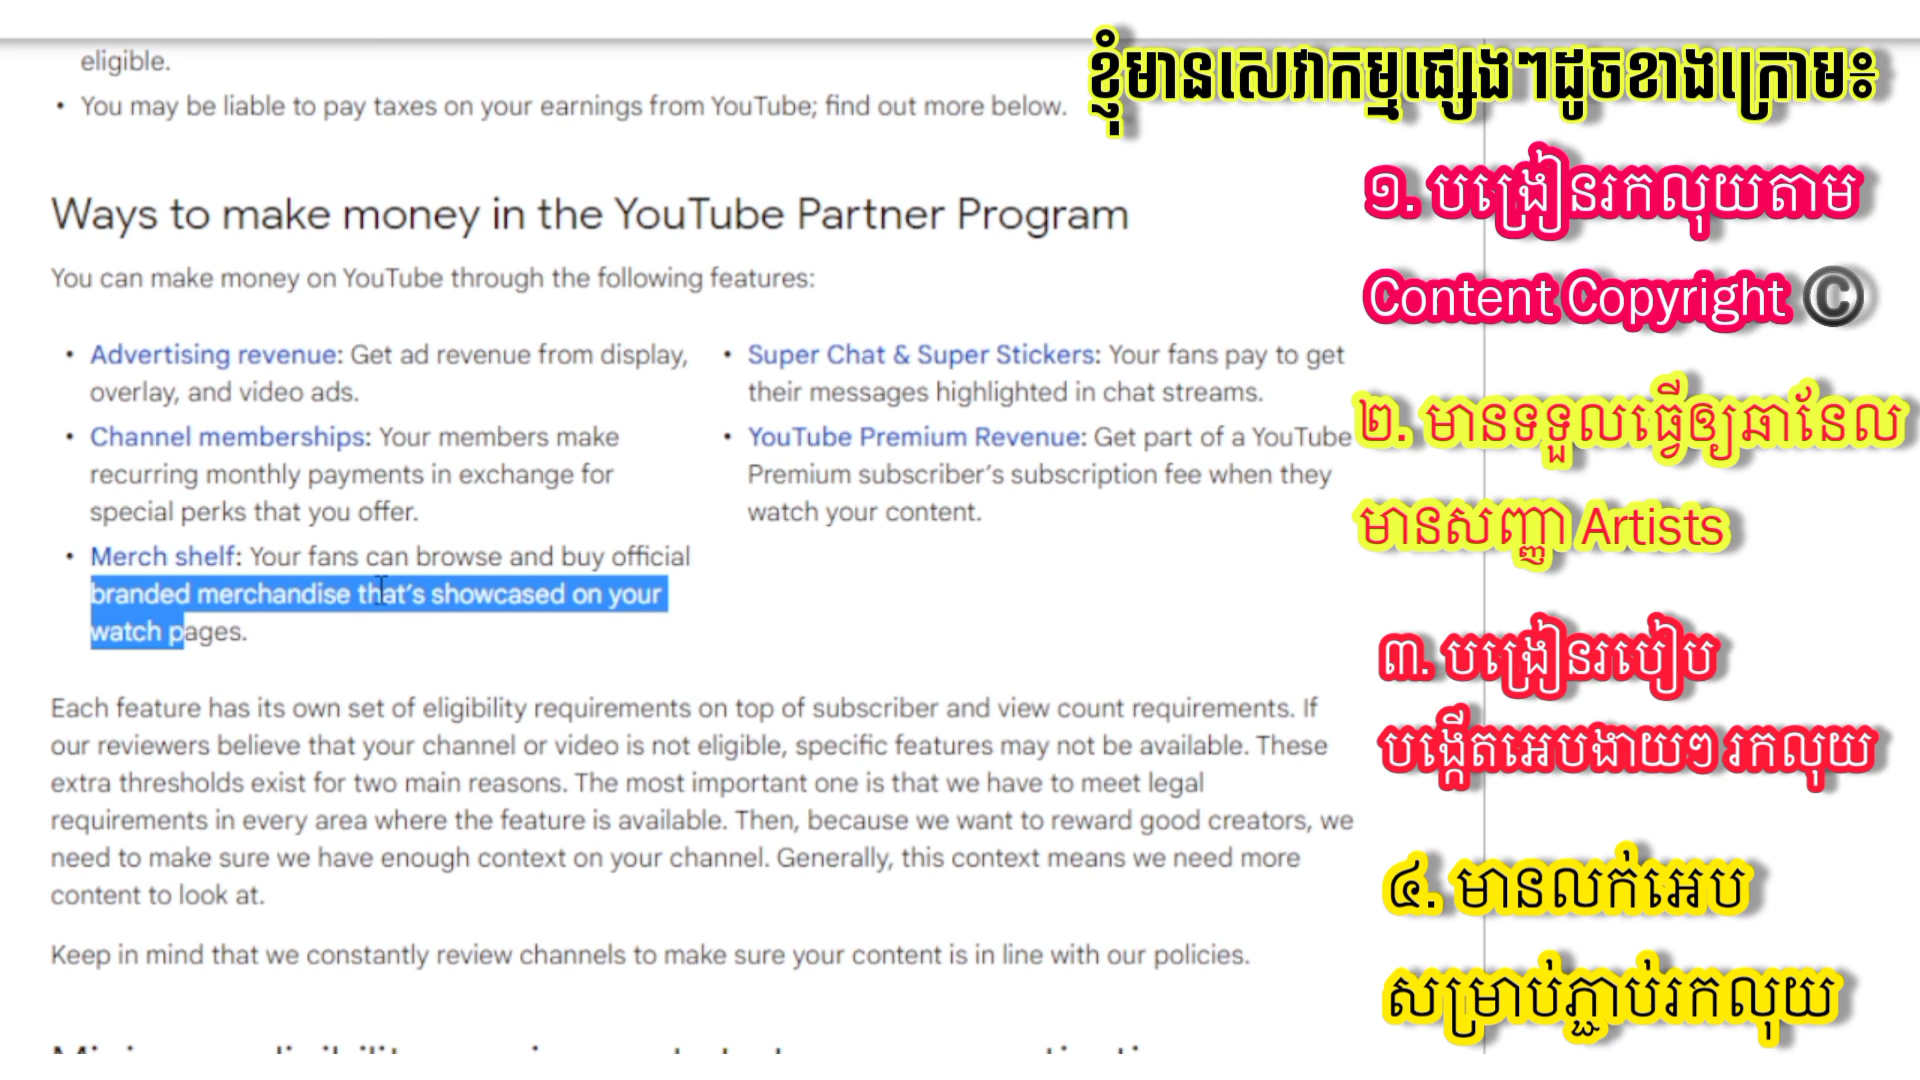 eligible.
• You may be liable to pay taxes on your earnings from YouTube; find out more below.
Ways to make money in the YouTube Partner Program
You can make money on YouTube through the following features:
• Advertising revenue: Get ad revenue from display,
overlay, and video ads.
• Channel memberships: Your members make
recurring monthly payments in exchange for
special perks that you offer.
• Merch shelf: Your fans can browse and buy official
branded merchandise that’s showcased on your
watch pages.
• Super Chat & Super Stickers: Your fans pay to get
their messages highlighted in chat streams.
• YouTube Premium Revenue: Get part of a YouTube
Premium subscriber’s subscription fee when they
watch your content.
Each feature has its own set of eligibility requirements on top of subscriber and view count requirements. If
our reviewers believe that your channel or video is not eligible, specific features may not be available. These
extra thresholds exist for two main reasons. The most important one is that we have to meet legal
requirements in every area where the feature is available. Then, because we want to reward good creators, we
need to make sure we have enough context on your channel. Generally, this context means we need more
content to look at.
Keep in mind that we constantly review channels to make sure your content is in line with our policies.
ខ្ញុំមានសេវាកម្មផ្សេងៗដូចខាងក្រោម៖
១. បង្រៀនរកលុយតាម
Content Copyright ©
២. មានទទួលធ្វើឲ្យឆានែល
មានសញ្ញា Artists
៣. បង្រៀនរបៀប
បង្កើតអេបងាយៗ រកលុយ
៤. មានលក់អេប
សម្រាប់ភ្ជាប់រកលុយ